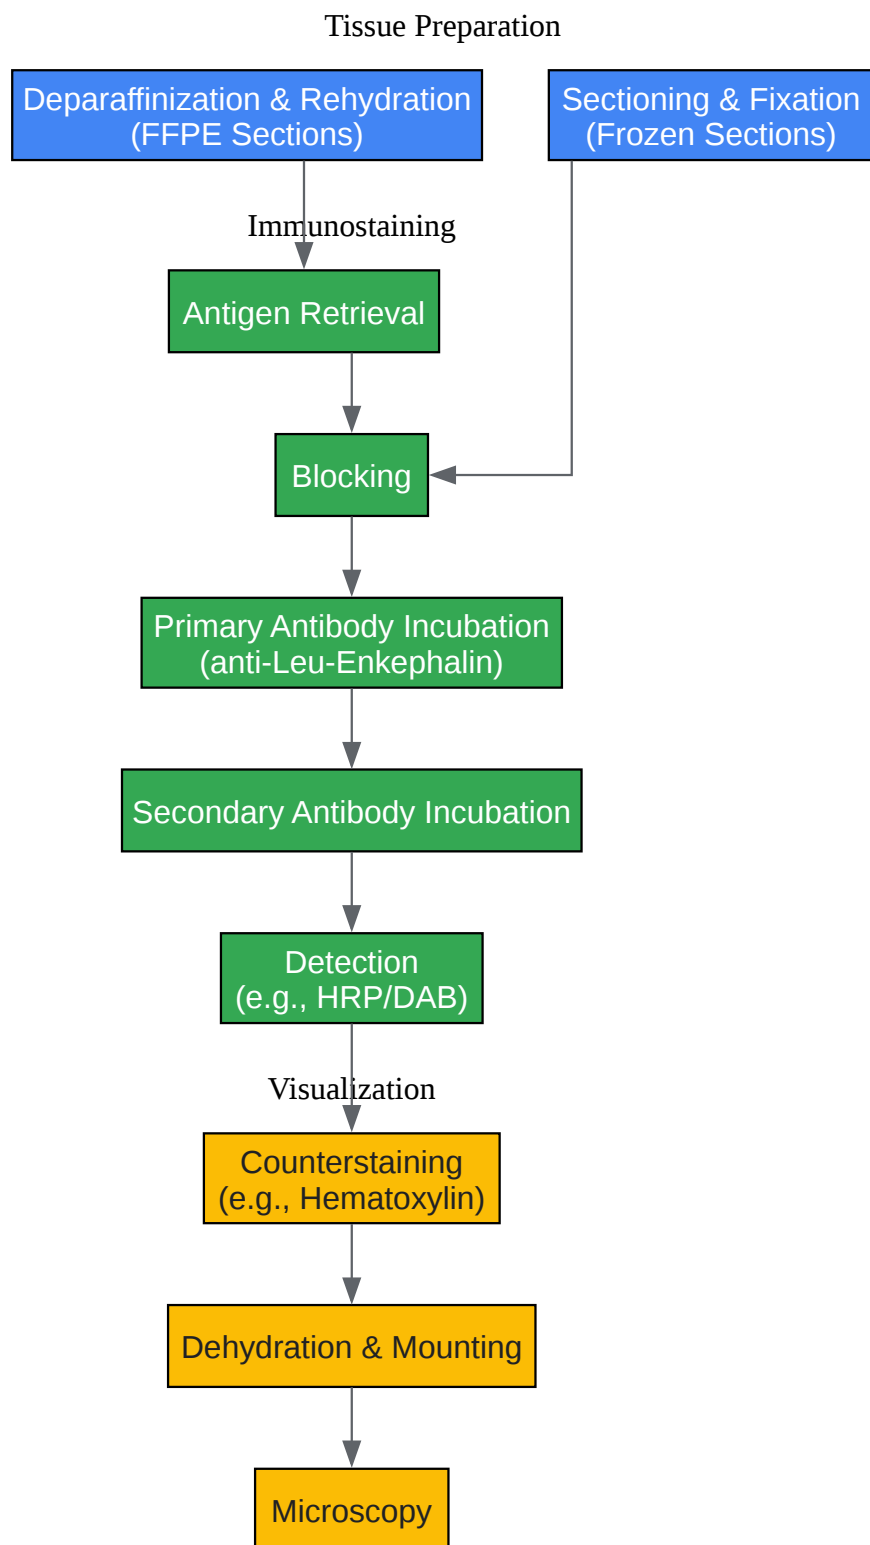 Tissue Preparation
Deparaffinization & Rehydration
(FFPE Sections)
Sectioning & Fixation
(Frozen Sections)
Immunostaining
Antigen Retrieval
Blocking
Primary Antibody Incubation
(anti-Leu-Enkephalin)
Secondary Antibody Incubation
Detection
(e.g., HRP/DAB)
Visualization
Counterstaining
(e.g., Hematoxylin)
Dehydration & Mounting
Microscopy